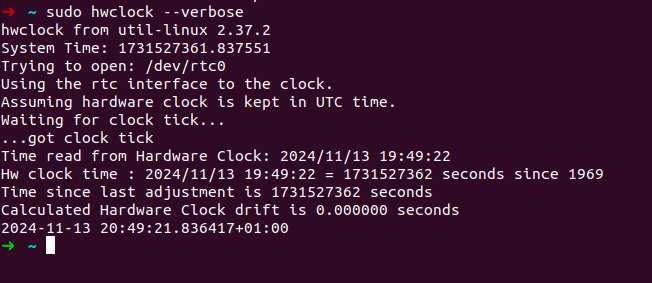 ➜ ~ sudo hwclock --verbose
hwclock from util-linux 2.37.2
System Time: 1731527361.837551
Trying to open: /dev/rtc0
Using the rtc interface to the clock.
Assuming hardware clock is kept in UTC time.
Waiting for clock tick...
...got clock tick
Time read from Hardware Clock: 2024/11/13 19:49:22
Hw clock time : 2024/11/13 19:49:22 = 1731527362 seconds since 1969
Time since last adjustment is 1731527362 seconds
Calculated Hardware Clock drift is 0.000000 seconds
2024-11-13 20:49:21.836417+01:00
➜ ~